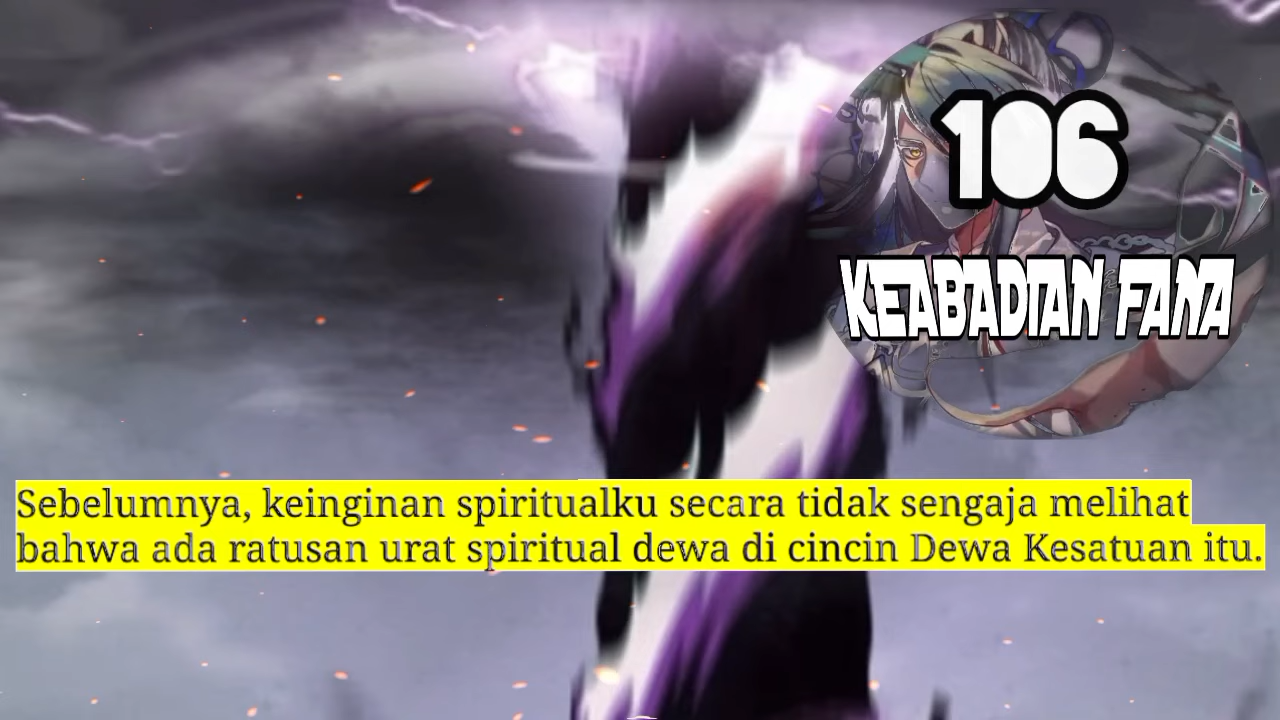 106
KEABADIAN FANA
Sebelumnya, keinginan spiritualku secara tidak sengaja melihat
bahwa ada ratusan urat spiritual dewa di cincin Dewa Kesatuan itu.